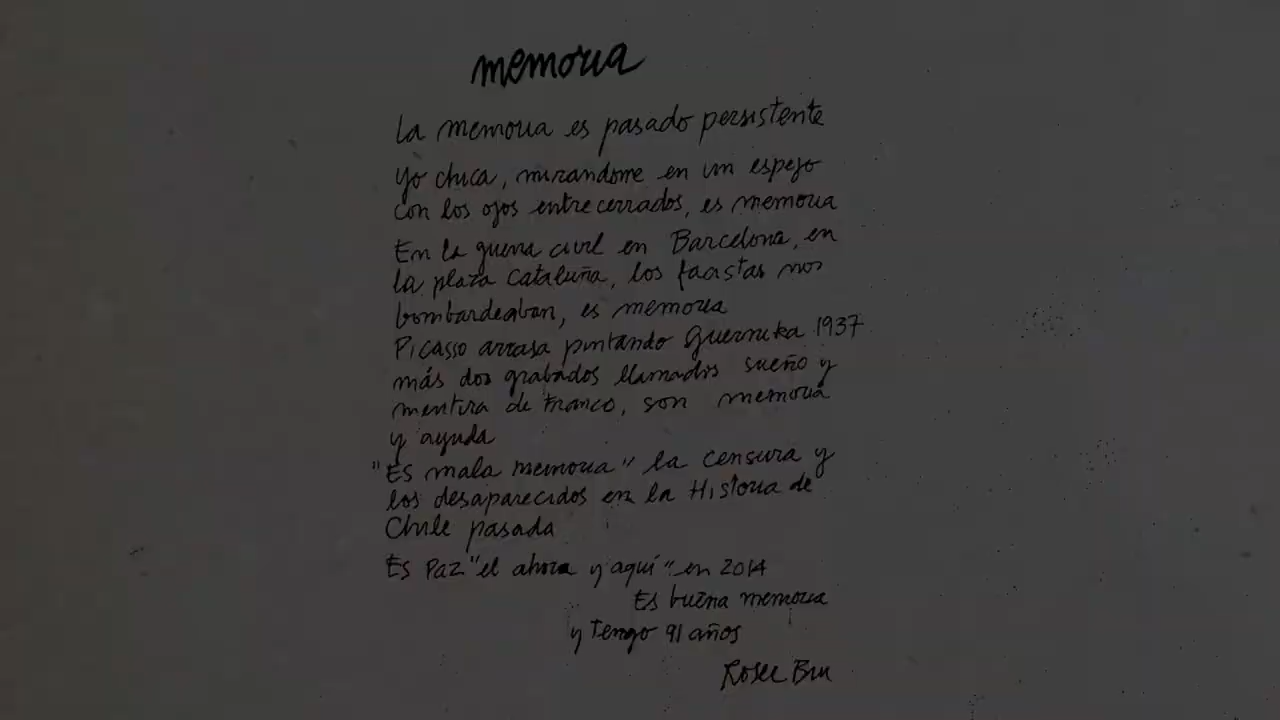 memoria
La memoria es pasado persistente
Yo chica, mirandome en un espejo
con los ojos entrecerrados, es memoria
En la guerra civil en Barcelona, en
la plaza Cataluña, los facistas nos
bombardeaban, es memoria
Picasso arrasa pintando Guernika 1937
más dos grabados llamados sueño y
mentira de Franco, son memoria
y ayuda
"Es mala memoria" la censura y
los desaparecidos en la Historia de
Chile pasada
Es Paz "el ahora y aquí" en 2014
Es buena memoria
y tengo 91 años
Roser Bru